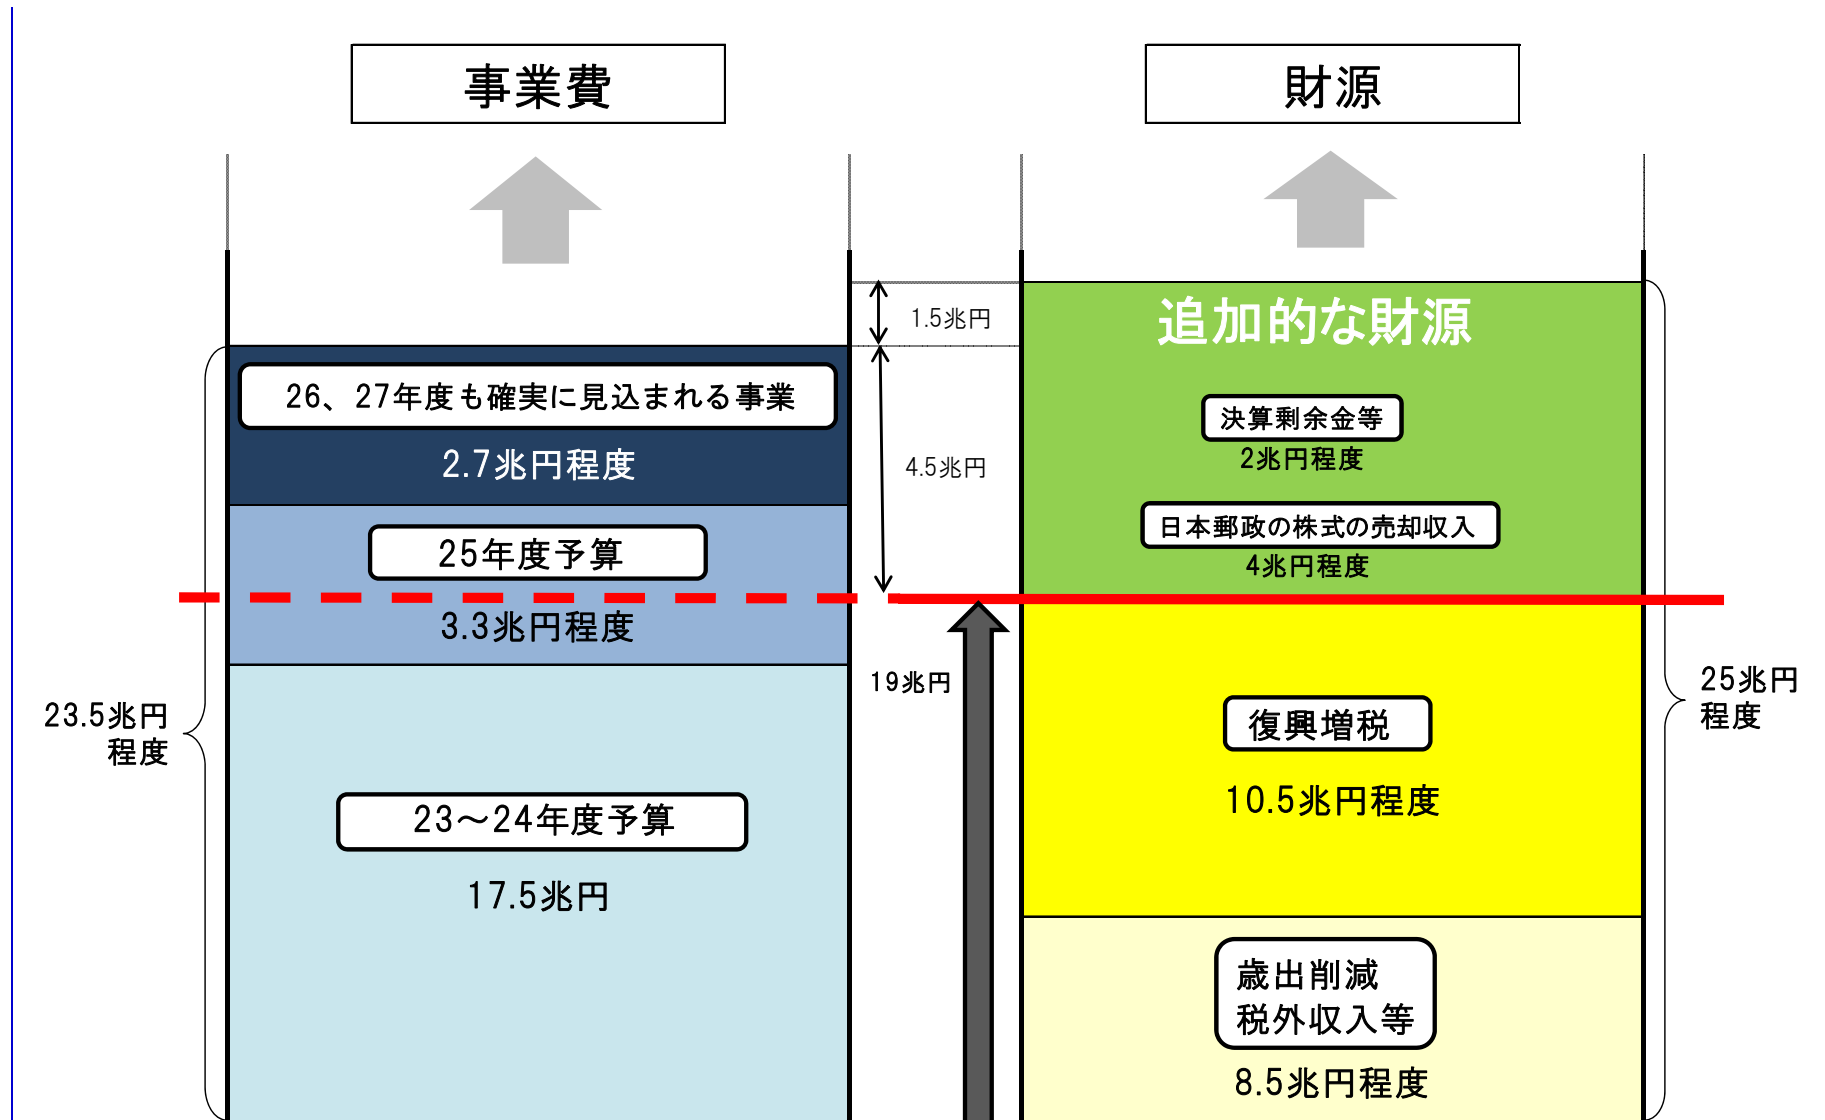 事業費
財源
1.5兆円
追加的な財源
26、27年度も確実に見込まれる事業
2.7兆円程度
4.5兆円
決算剰余金等
2兆円程度
日本郵政の株式の売却収入
4兆円程度
25年度予算
3.3兆円程度
19兆円
23.5兆円
程度
25兆円
程度
復興増税
10.5兆円程度
23～24年度予算
17.5兆円
歳出削減
税外収入等
8.5兆円程度